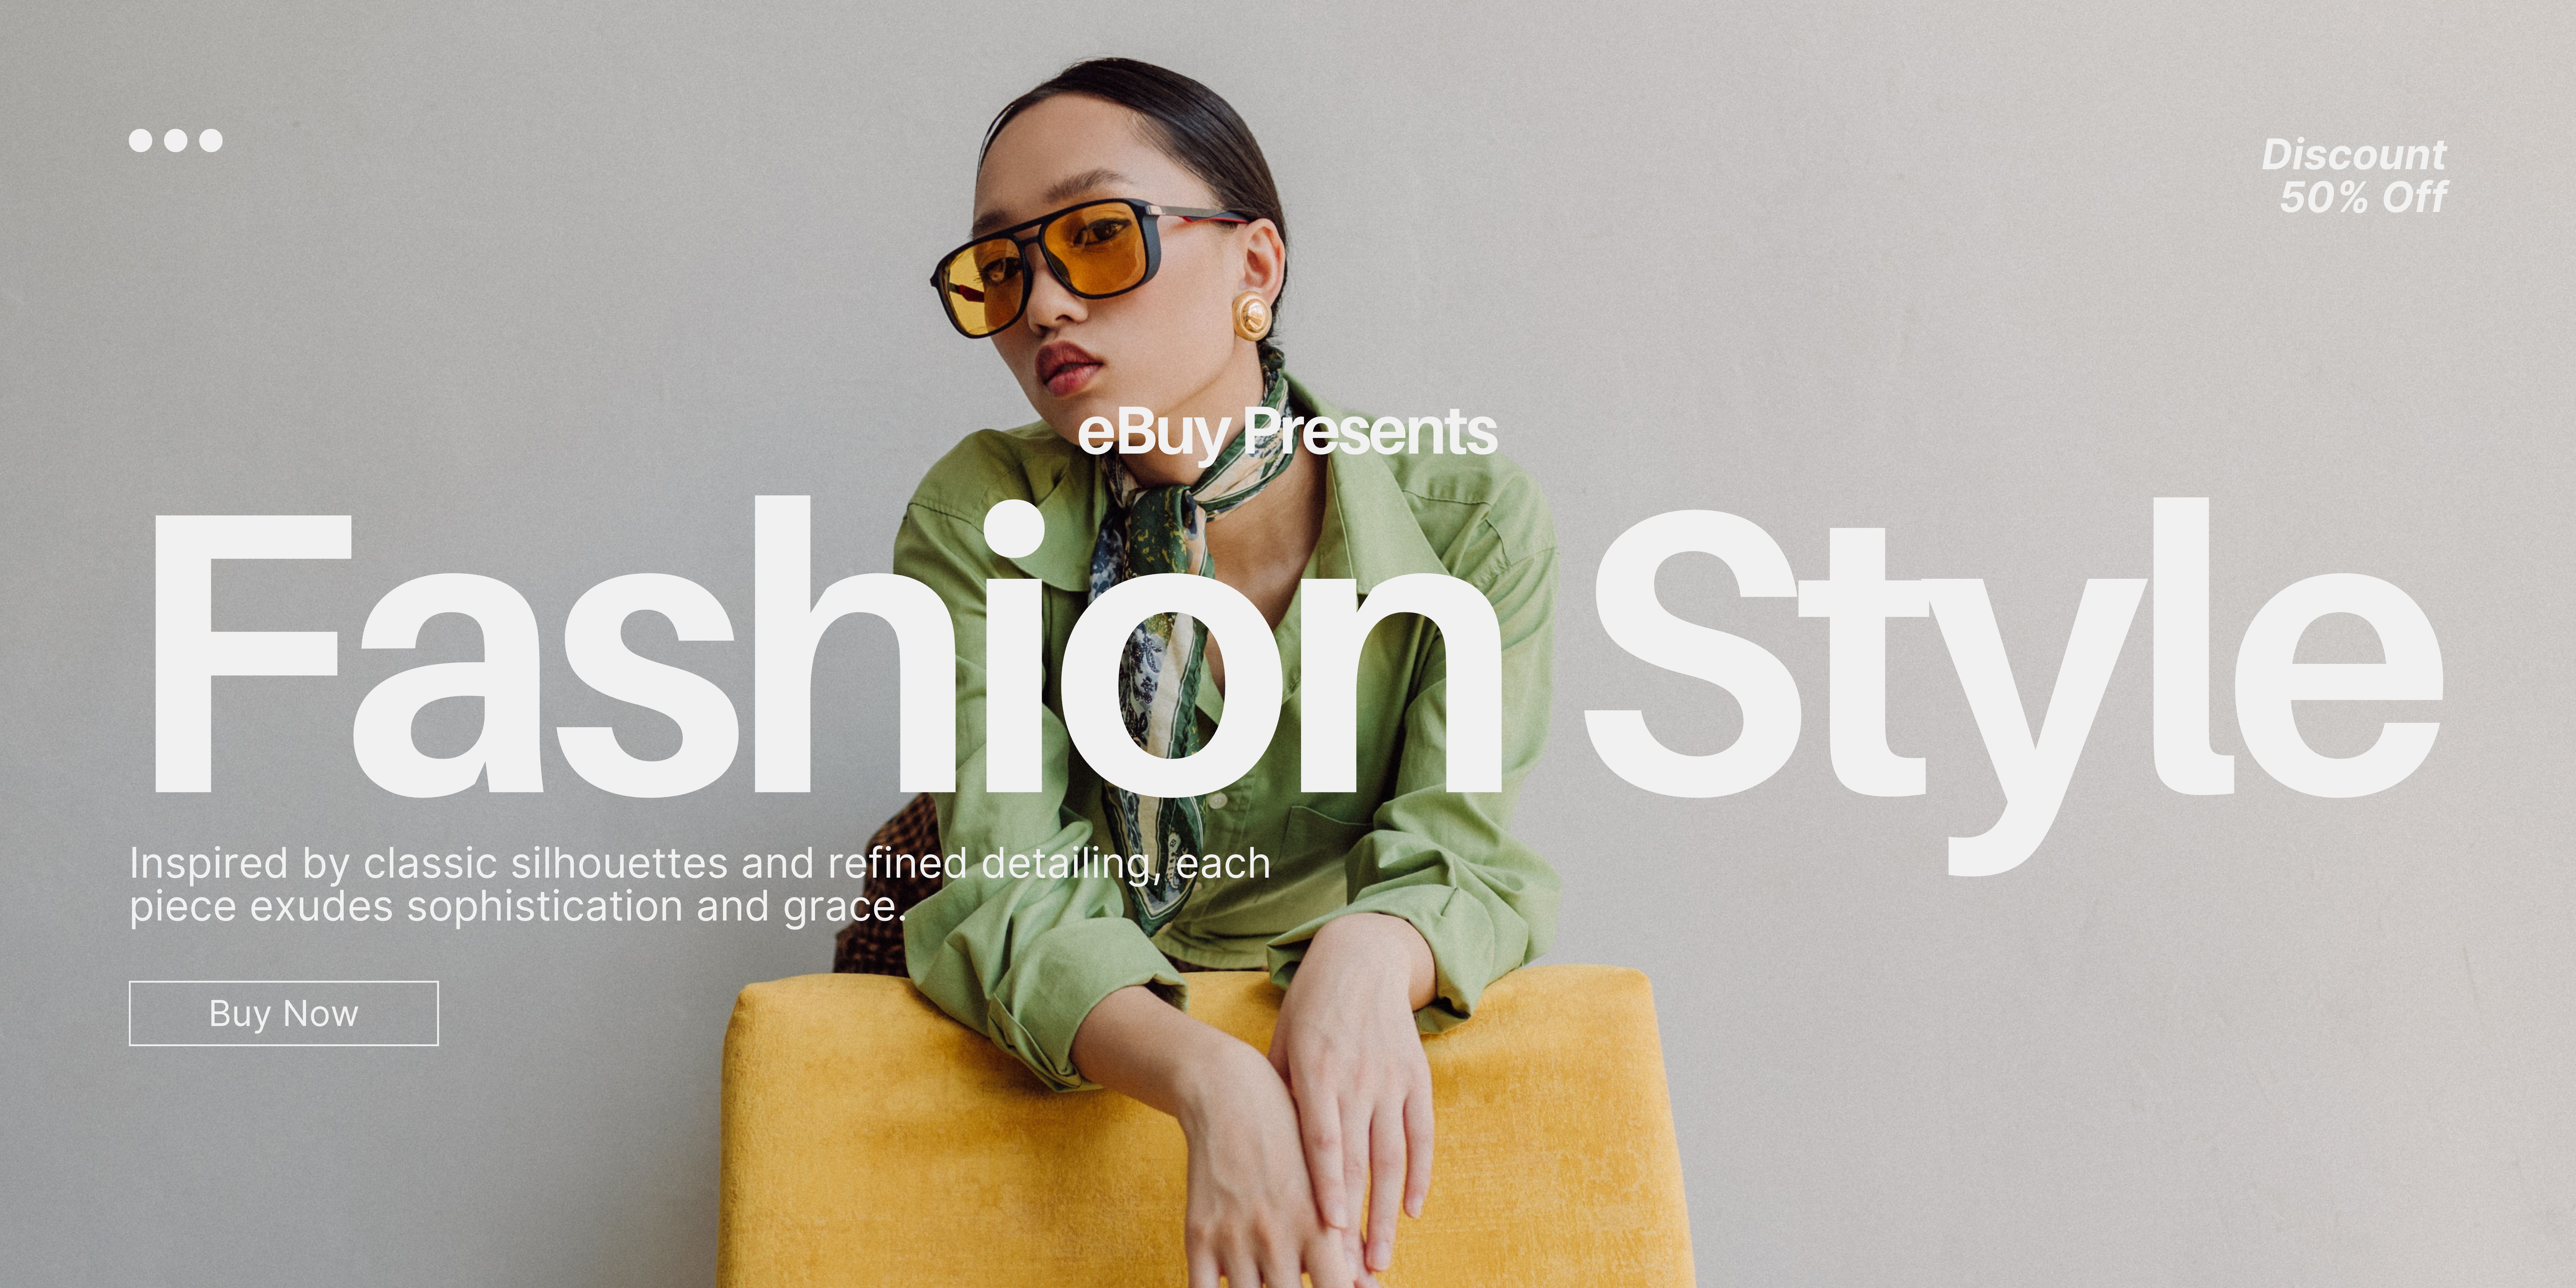 Discount
50% Off
eBuy Presents
Fashion Style
Inspired by classic silhouettes and refined detailing, each
piece exudes sophistication and grace.
Buy Now